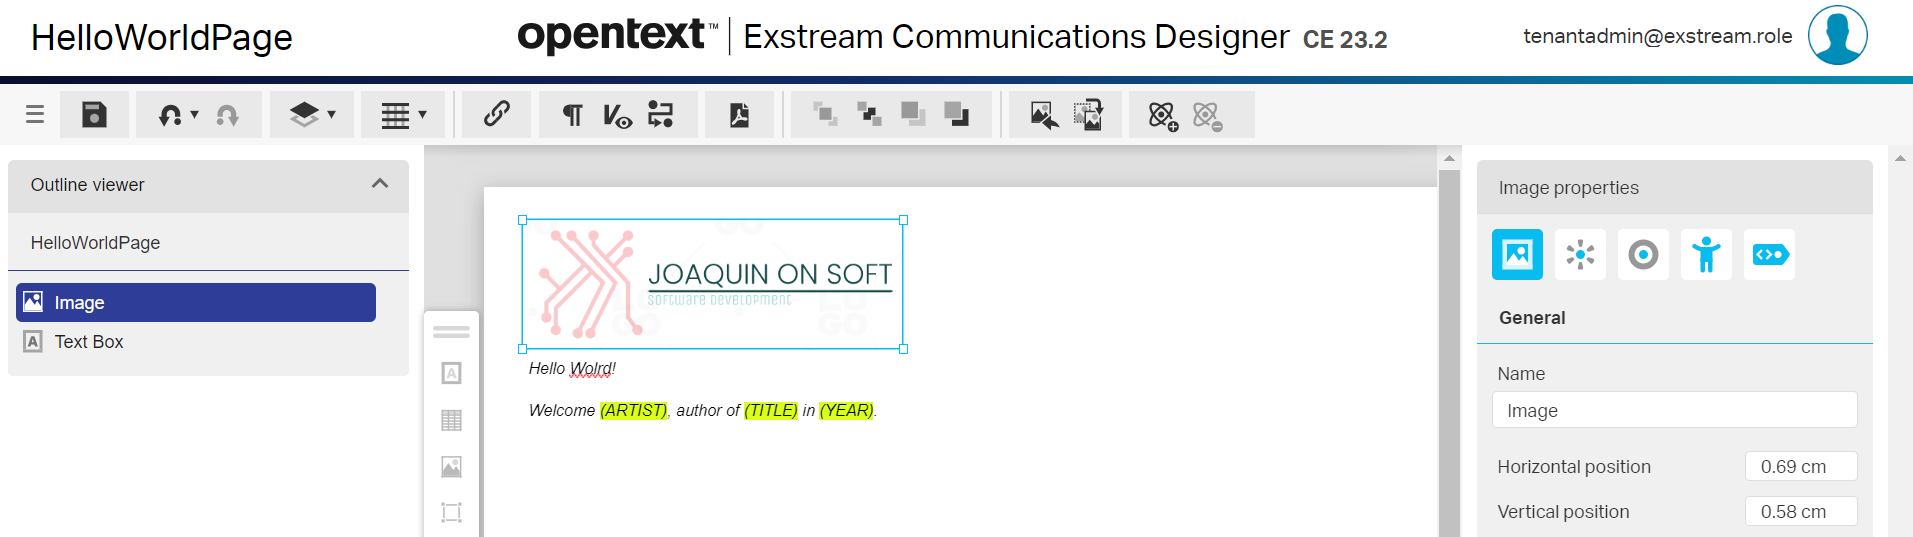 HelloWorldPage
opentext™ | Exstream Communications Designer CE 23.2
tenantadmin@exstream.role
Outline viewer
HelloWorldPage
Image
Text Box
JOAQUIN ON SOFT
software development
LOGO
Hello Wolrd!
Welcome (ARTIST), author of (TITLE) in (YEAR).
Image properties
General
Name
Image
Horizontal position 0.69 cm
Vertical position 0.58 cm